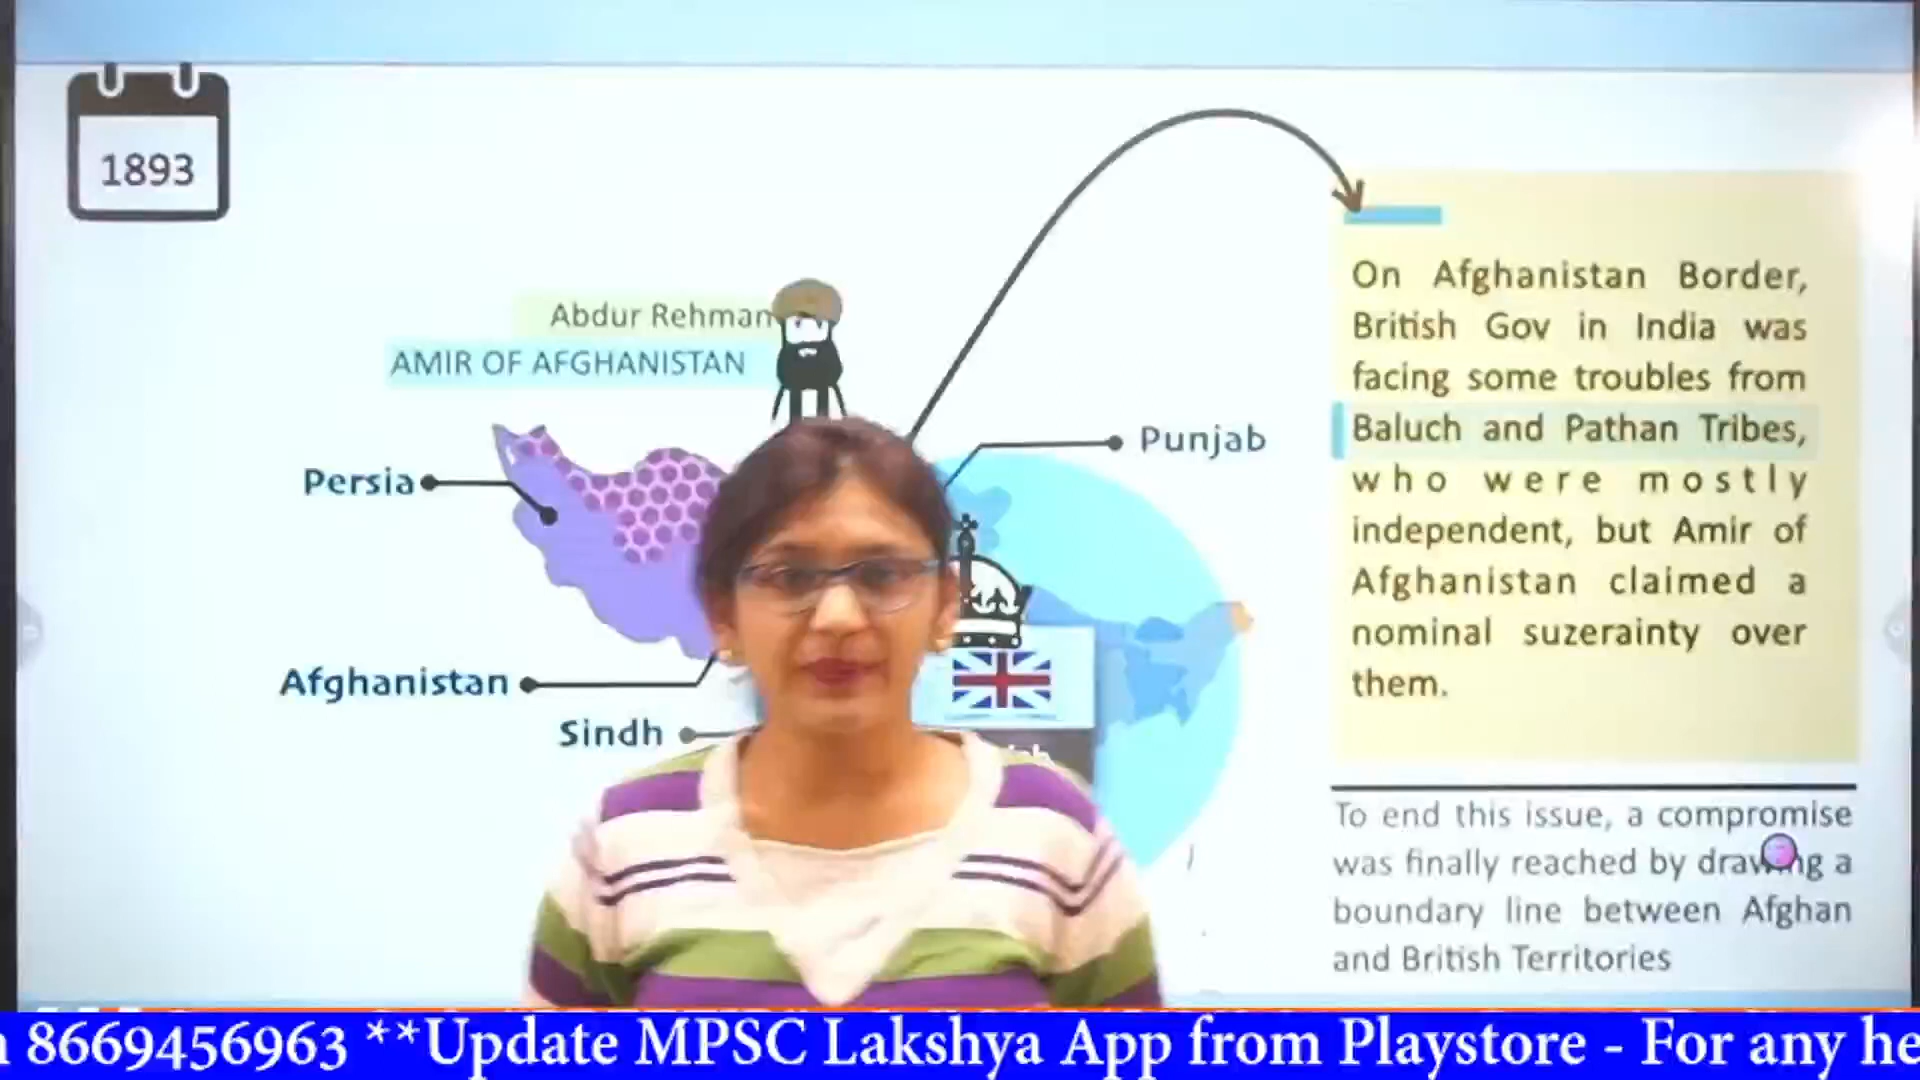 1893
Abdur Rehman
AMIR OF AFGHANISTAN
Persia
Punjab
Afghanistan
Sindh
On Afghanistan Border,
British Gov in India was
facing some troubles from
Baluch and Pathan Tribes,
who were mostly
independent, but Amir of
Afghanistan claimed a
nominal suzerainty over
them.
To end this issue, a compromise
was finally reached by drawing a
boundary line between Afghan
and British Territories
8669456963 **Update MPSC Lakshya App from Playstore - For any